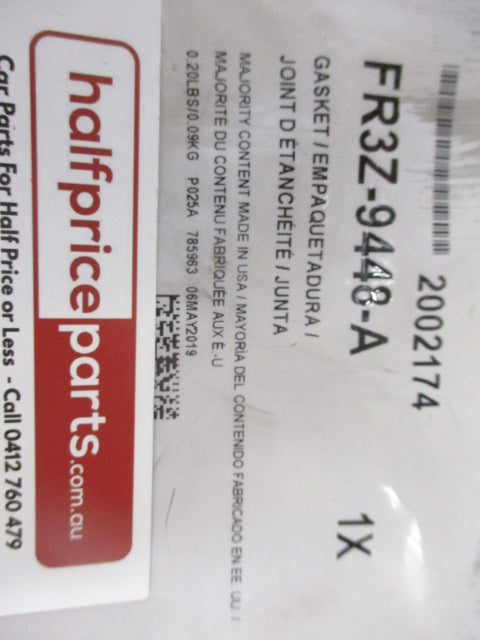 2002174
FR3Z-9448-A 1X
GASKET / EMPAQUETADURA /
JOINT D ÉTANCHÉITÉ / JUNTA
MAJORITY CONTENT MADE IN USA / MAYORÍA DEL CONTENIDO FABRICADO EN EE. UU. /
MAJORITÉ DU CONTENU FABRIQUÉE AUX É.-U
0.20LBS/0.09KG P025A 785963 06MAY2019
halfpriceparts.com.au
Car Parts For Half Price or Less - Call 0412 760 479